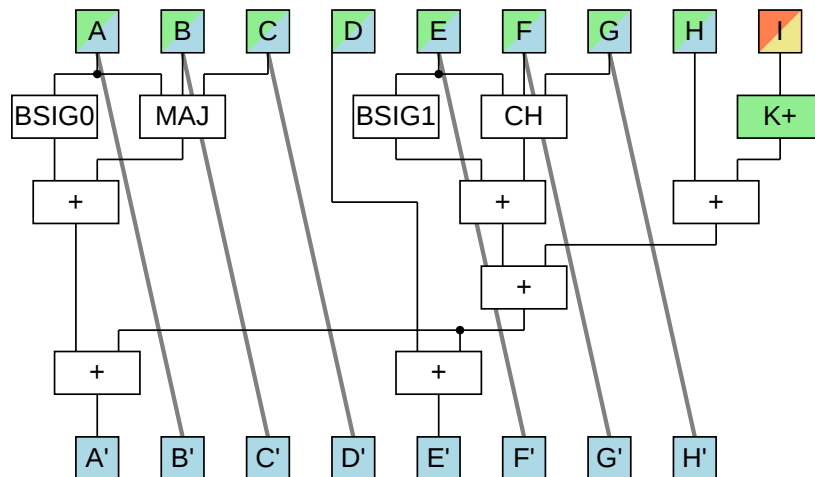 A B C D E F G H I
BSIG0 MAJ BSIG1 CH K+
+ + +
+
+ +
A' B' C' D' E' F' G' H'